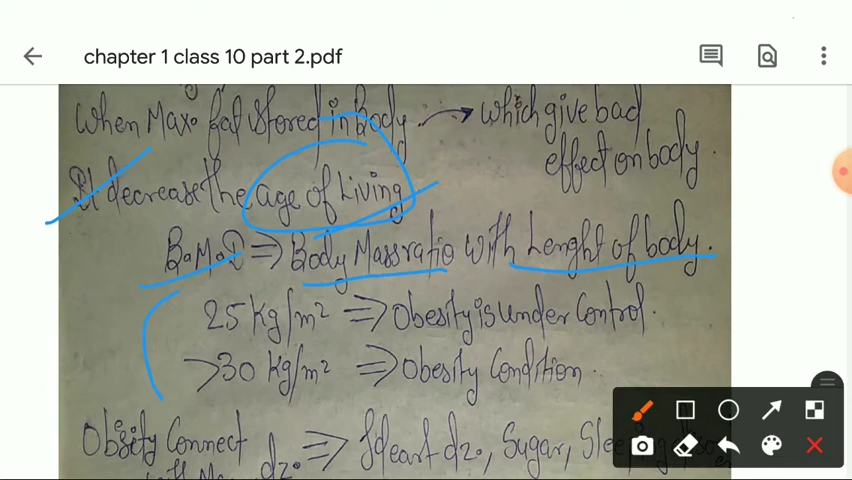 chapter 1 class 10 part 2.pdf
When Max. fat stored in Body → which give bad
effect on body.
It decrease the age of Living
B.M.D ⇒ Body Mass ratio with Lenght of body.
25 Kg/m² ⇒ Obesity is under Control.
>30 Kg/m² ⇒ Obesity Condition.
Obesity Connect
dz. ⇒ Heart dz., Sugar,